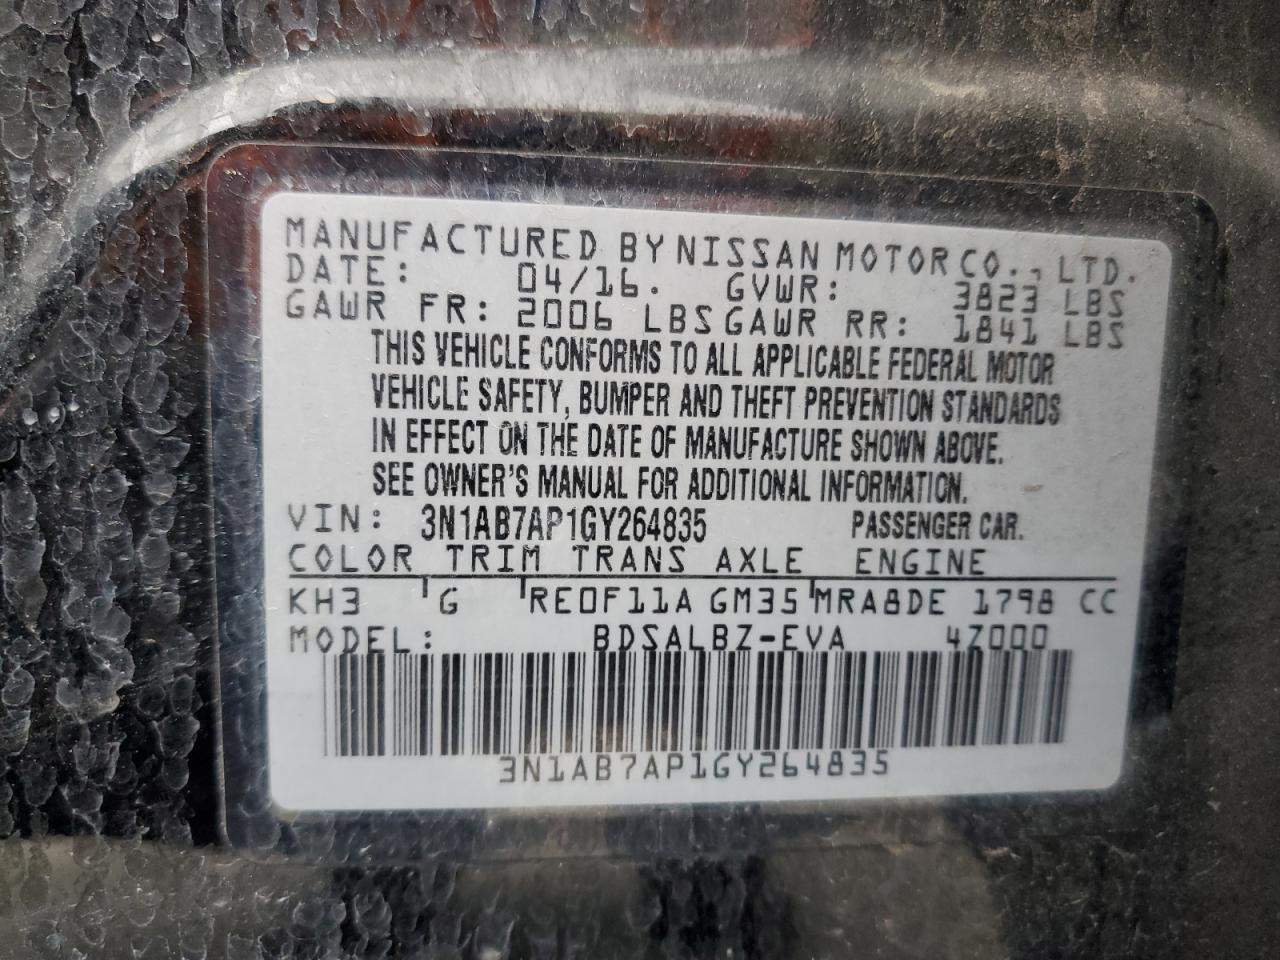 MANUFACTURED BY NISSAN MOTOR CO., LTD.
DATE: 04/16. GVWR: 3823 LBS
GAWR FR: 2006 LBS GAWR RR: 1841 LBS
THIS VEHICLE CONFORMS TO ALL APPLICABLE FEDERAL MOTOR
VEHICLE SAFETY, BUMPER AND THEFT PREVENTION STANDARDS
IN EFFECT ON THE DATE OF MANUFACTURE SHOWN ABOVE.
SEE OWNER'S MANUAL FOR ADDITIONAL INFORMATION.
VIN: 3N1AB7AP1GY264835 PASSENGER CAR.
COLOR TRIM TRANS AXLE ENGINE
KH3 G RE0F11A GM35 MRA8DE 1798 CC
MODEL: BDSALBZ-EVA 4Z000
3N1AB7AP1GY264835